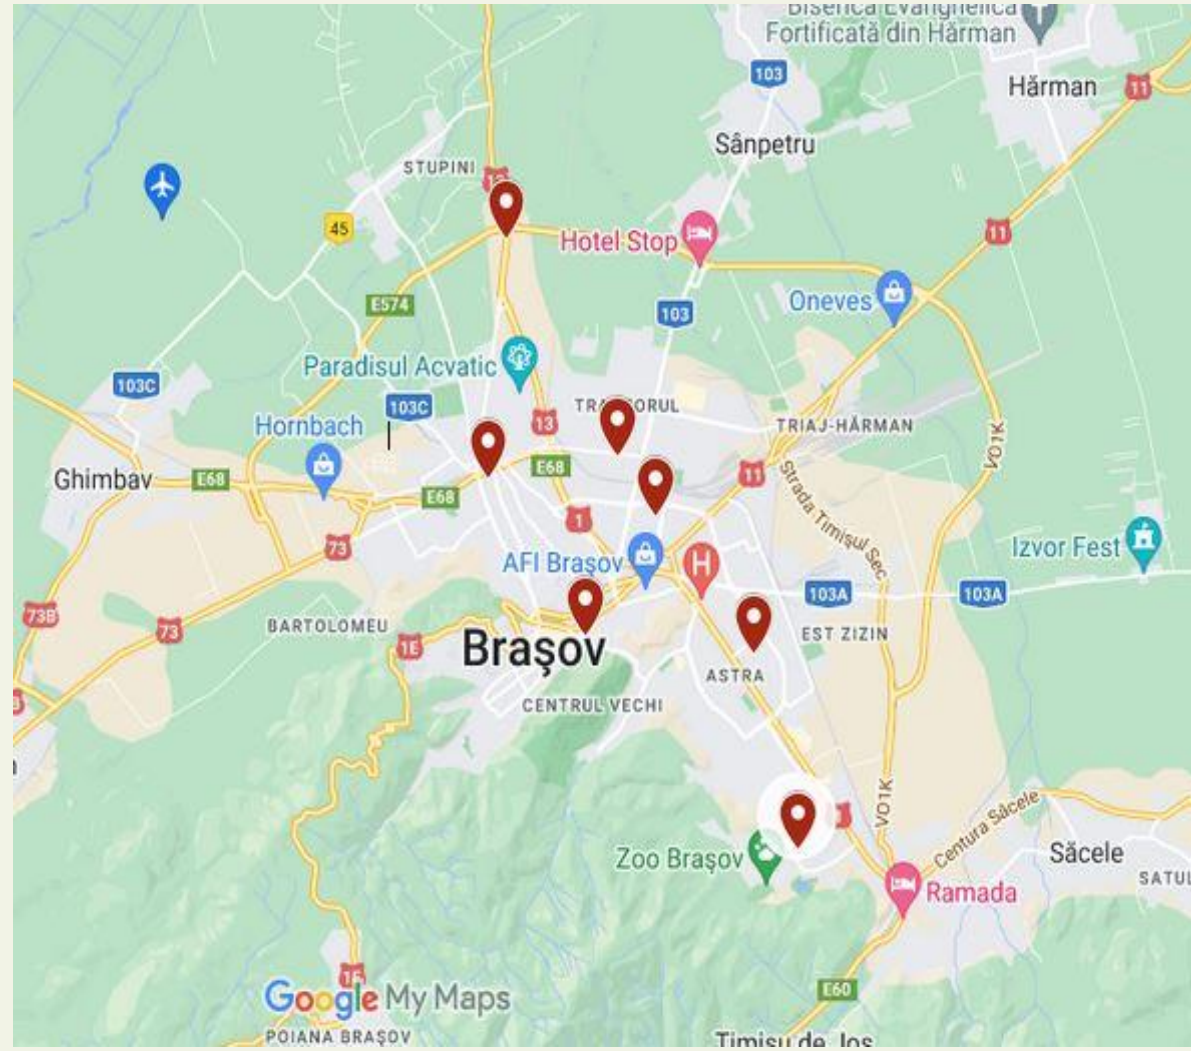 Biserica Evanghelică
Fortificată din Hărman
103
Hărman
11
Sânpetru
STUPINI
13
45
Hotel Stop
11
E574
103
Oneves
Paradisul Acvatic
103C
103C
13
TRACTORUL
TRIAJ-HĂRMAN
Hornbach
Ghimbav
E68
E68
E68
11
VO1K
Strada Timișul Sec
1
73
AFI Brașov
H
Izvor Fest
103A
103A
73B
73
BARTOLOMEU
1E
EST ZIZIN
Brașov
ASTRA
CENTRUL VECHI
VO1K
Centura Săcele
Zoo Brașov
Săcele
SATUL
Ramada
1E
E60
Google My Maps
POIANA BRAȘOV
Timișu de Jos